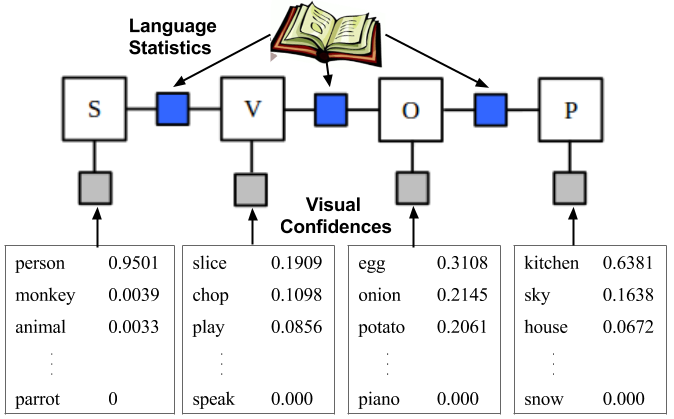 Language
Statistics
S V O P
Visual
Confidences
person 0.9501
monkey 0.0039
animal 0.0033
parrot 0
slice 0.1909
chop 0.1098
play 0.0856
speak 0.000
egg 0.3108
onion 0.2145
potato 0.2061
piano 0.000
kitchen 0.6381
sky 0.1638
house 0.0672
snow 0.000